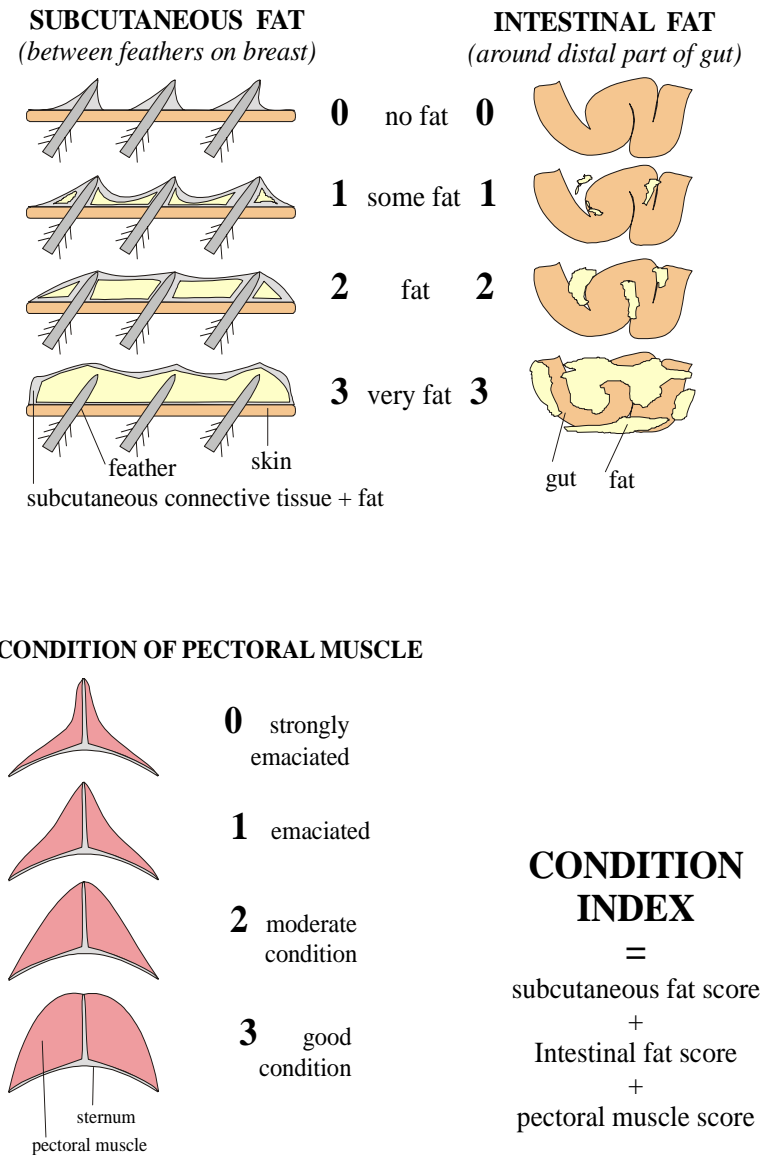 SUBCUTANEOUS FAT
(between feathers on breast)
INTESTINAL FAT
(around distal part of gut)
0 no fat 0
1 some fat 1
2 fat 2
3 very fat 3
feather
skin
subcutaneous connective tissue + fat
gut fat
CONDITION OF PECTORAL MUSCLE
0 strongly
emaciated
1 emaciated
2 moderate
condition
3 good
condition
sternum
pectoral muscle
CONDITION
INDEX
=
subcutaneous fat score
+
Intestinal fat score
+
pectoral muscle score